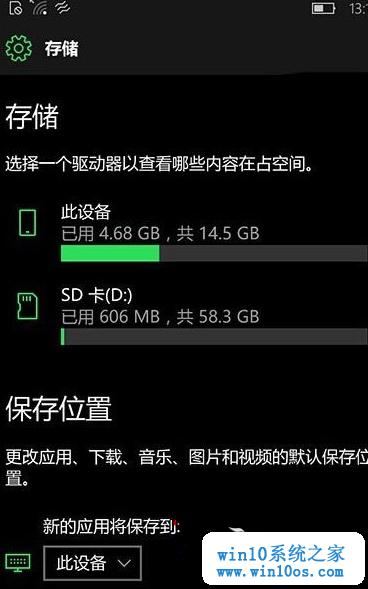 13:
存储
存储
选择一个驱动器以查看哪些内容在占空间。
此设备
已用 4.68 GB，共 14.5 GB
SD 卡(D:)
已用 606 MB，共 58.3 GB
保存位置
更改应用、下载、音乐、图片和视频的默认保存位
置。
新的应用将保存到:
此设备
win10系统之家
www.win10os.com